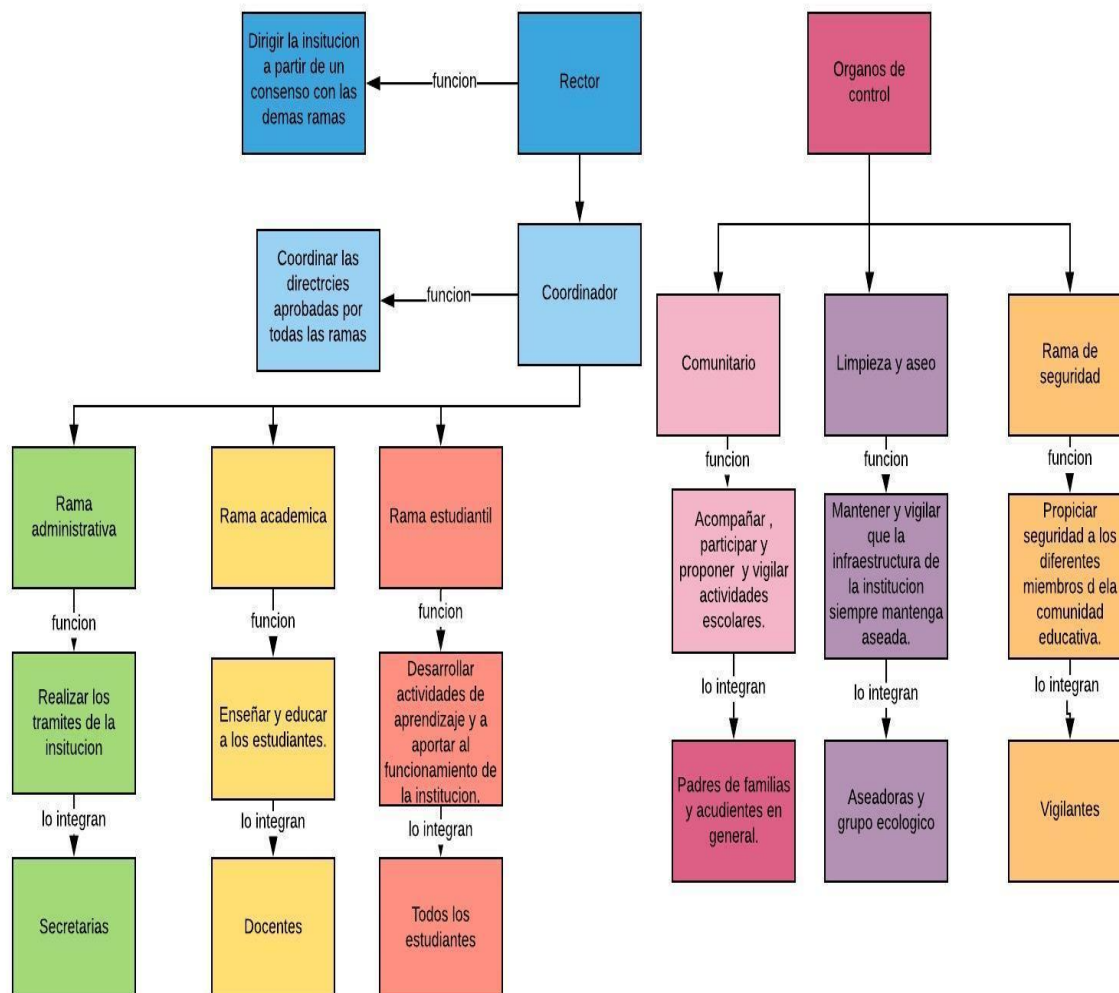 Dirigir la insitucion
a partir de un
consenso con las
demas ramas
funcion
Rector
Organos de
control
Coordinar las
directrcies
aprobadas por
todas las ramas
funcion
Coordinador
Comunitario
Limpieza y aseo
Rama de
seguridad
Rama
administrativa
Rama academica
Rama estudiantil
funcion
funcion
funcion
Acompañar ,
participar y
proponer y vigilar
actividades
escolares.
Mantener y vigilar
que la
infraestructura de
la institucion
siempre mantenga
aseada.
Propiciar
seguridad a los
diferentes
miembros d ela
comunidad
educativa.
funcion
funcion
funcion
Realizar los
tramites de la
insitucion
Enseñar y educar
a los estudiantes.
Desarrollar
actividades de
aprendizaje y a
aportar al
funcionamiento de
la institucion.
lo integran
lo integran
lo integran
Padres de familias
y acudientes en
general.
Aseadoras y
grupo ecologico
Vigilantes
lo integran
lo integran
lo integran
Secretarias
Docentes
Todos los
estudiantes